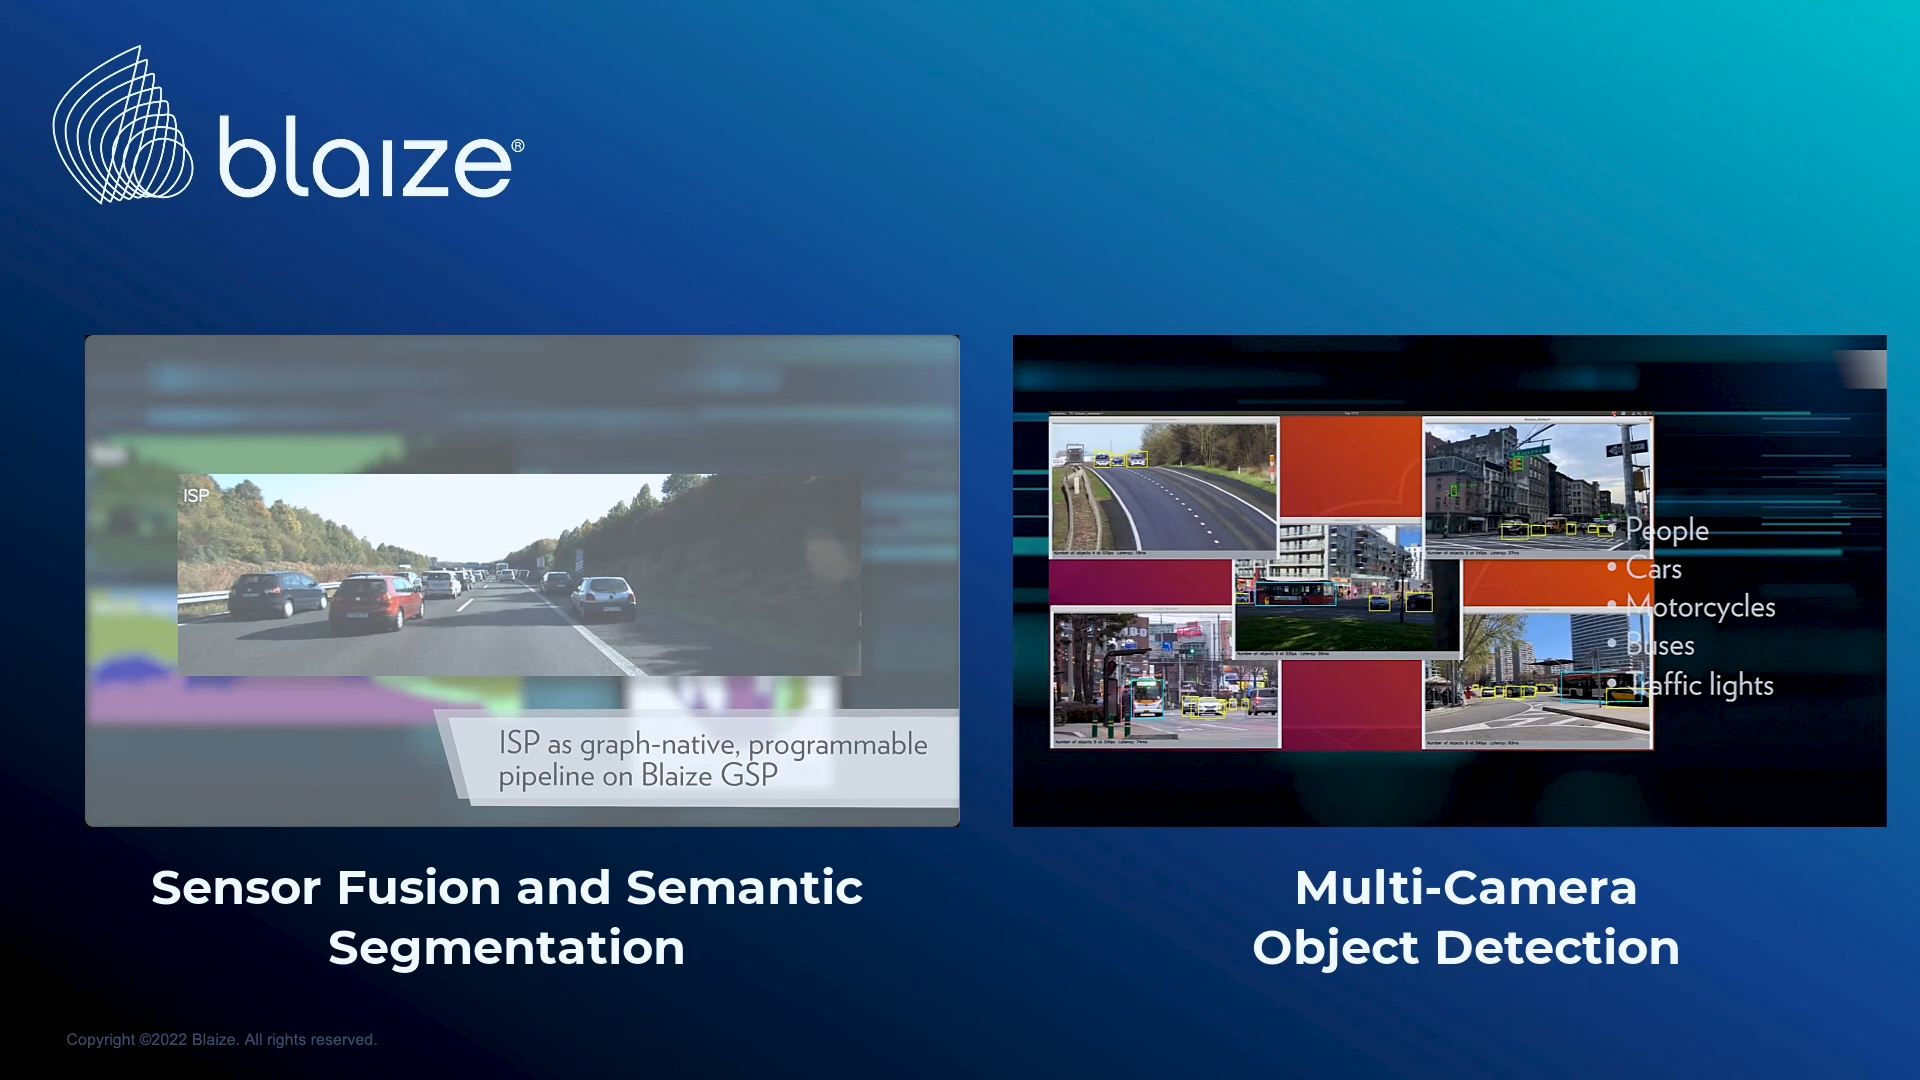 blaize®
ISP
ISP as graph-native, programmable
pipeline on Blaize GSP
• People
• Cars
• Motorcycles
• Buses
• Traffic lights
Sensor Fusion and Semantic
Segmentation
Multi-Camera
Object Detection
Copyright ©2022 Blaize. All rights reserved.